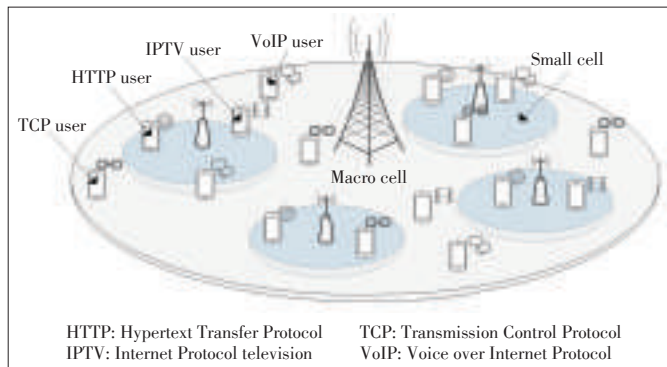 VoIP user
IPTV user
Small cell
HTTP user
TCP user
Macro cell
HTTP: Hypertext Transfer Protocol
TCP: Transmission Control Protocol
IPTV: Internet Protocol television
VoIP: Voice over Internet Protocol